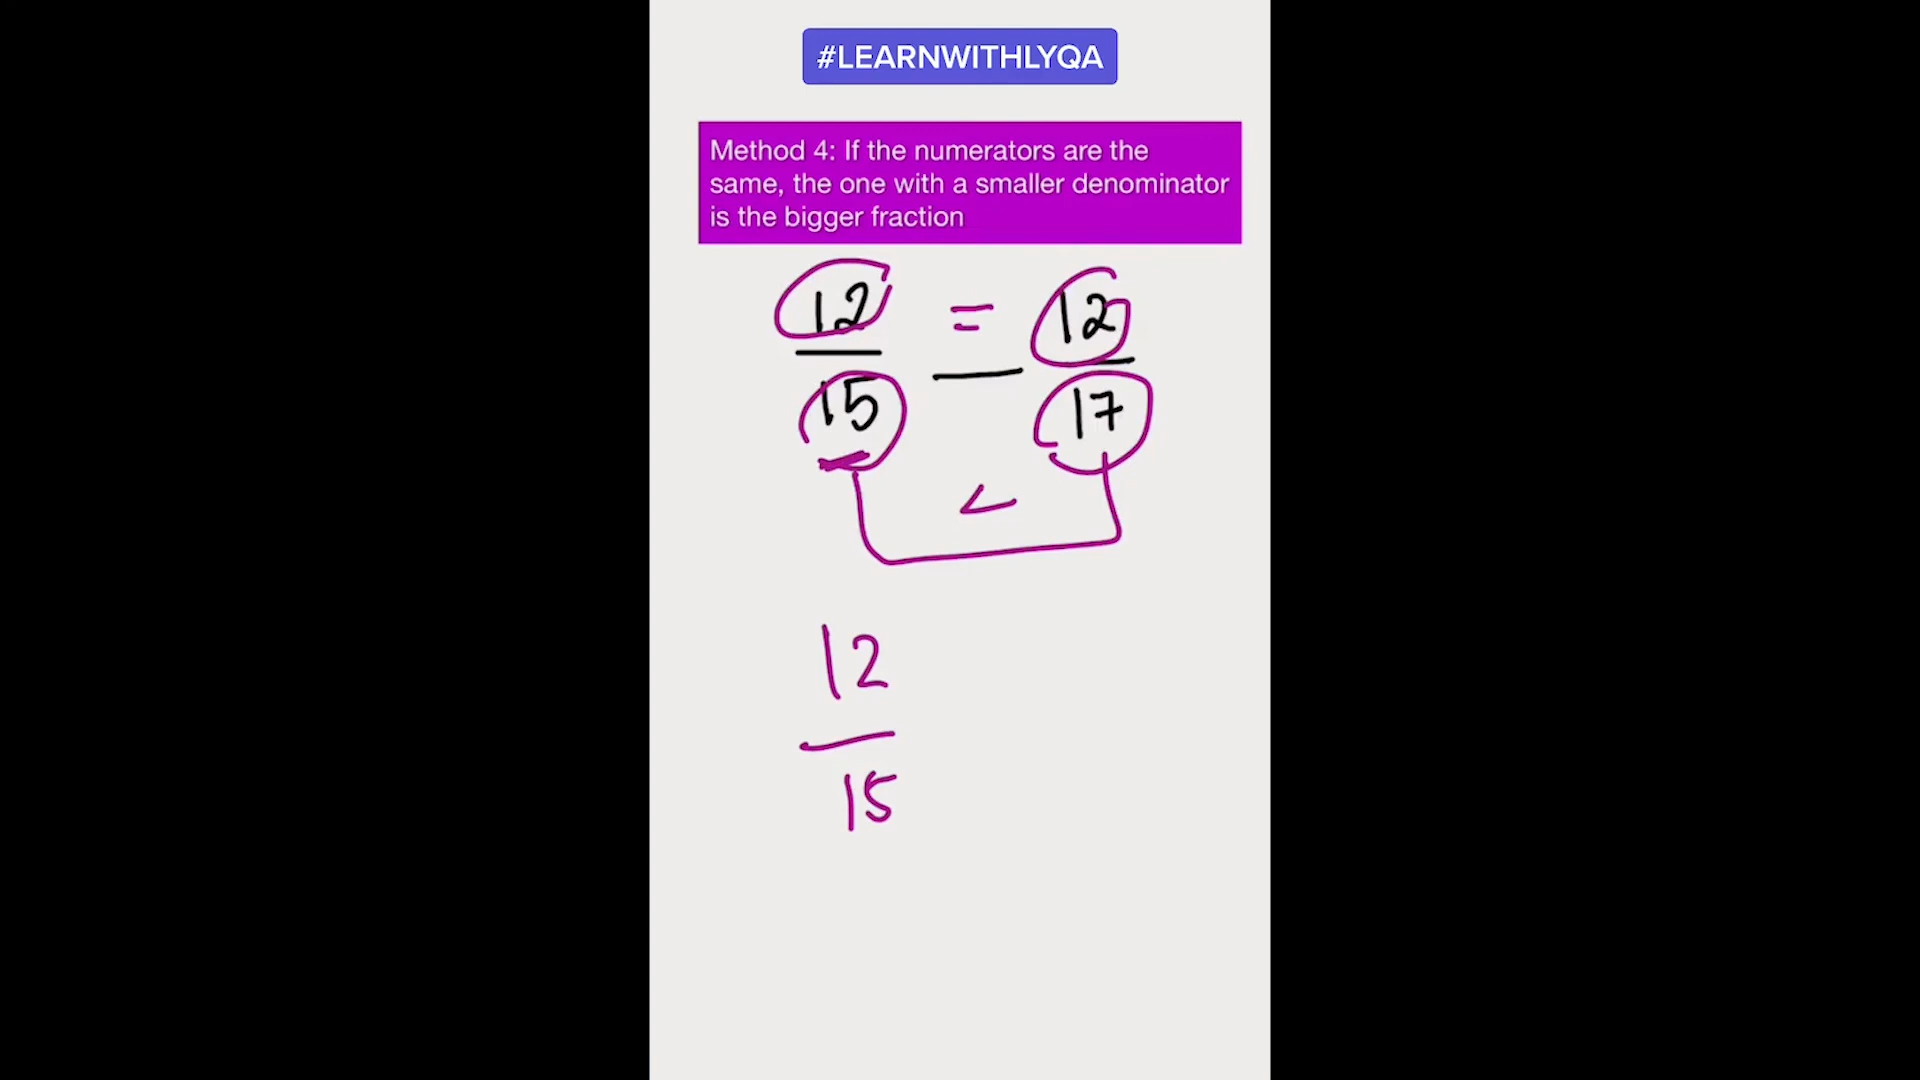 #LEARNWITHLYQA
Method 4: If the numerators are the
same, the one with a smaller denominator
is the bigger fraction
12 = 12
15 17
<
12
15